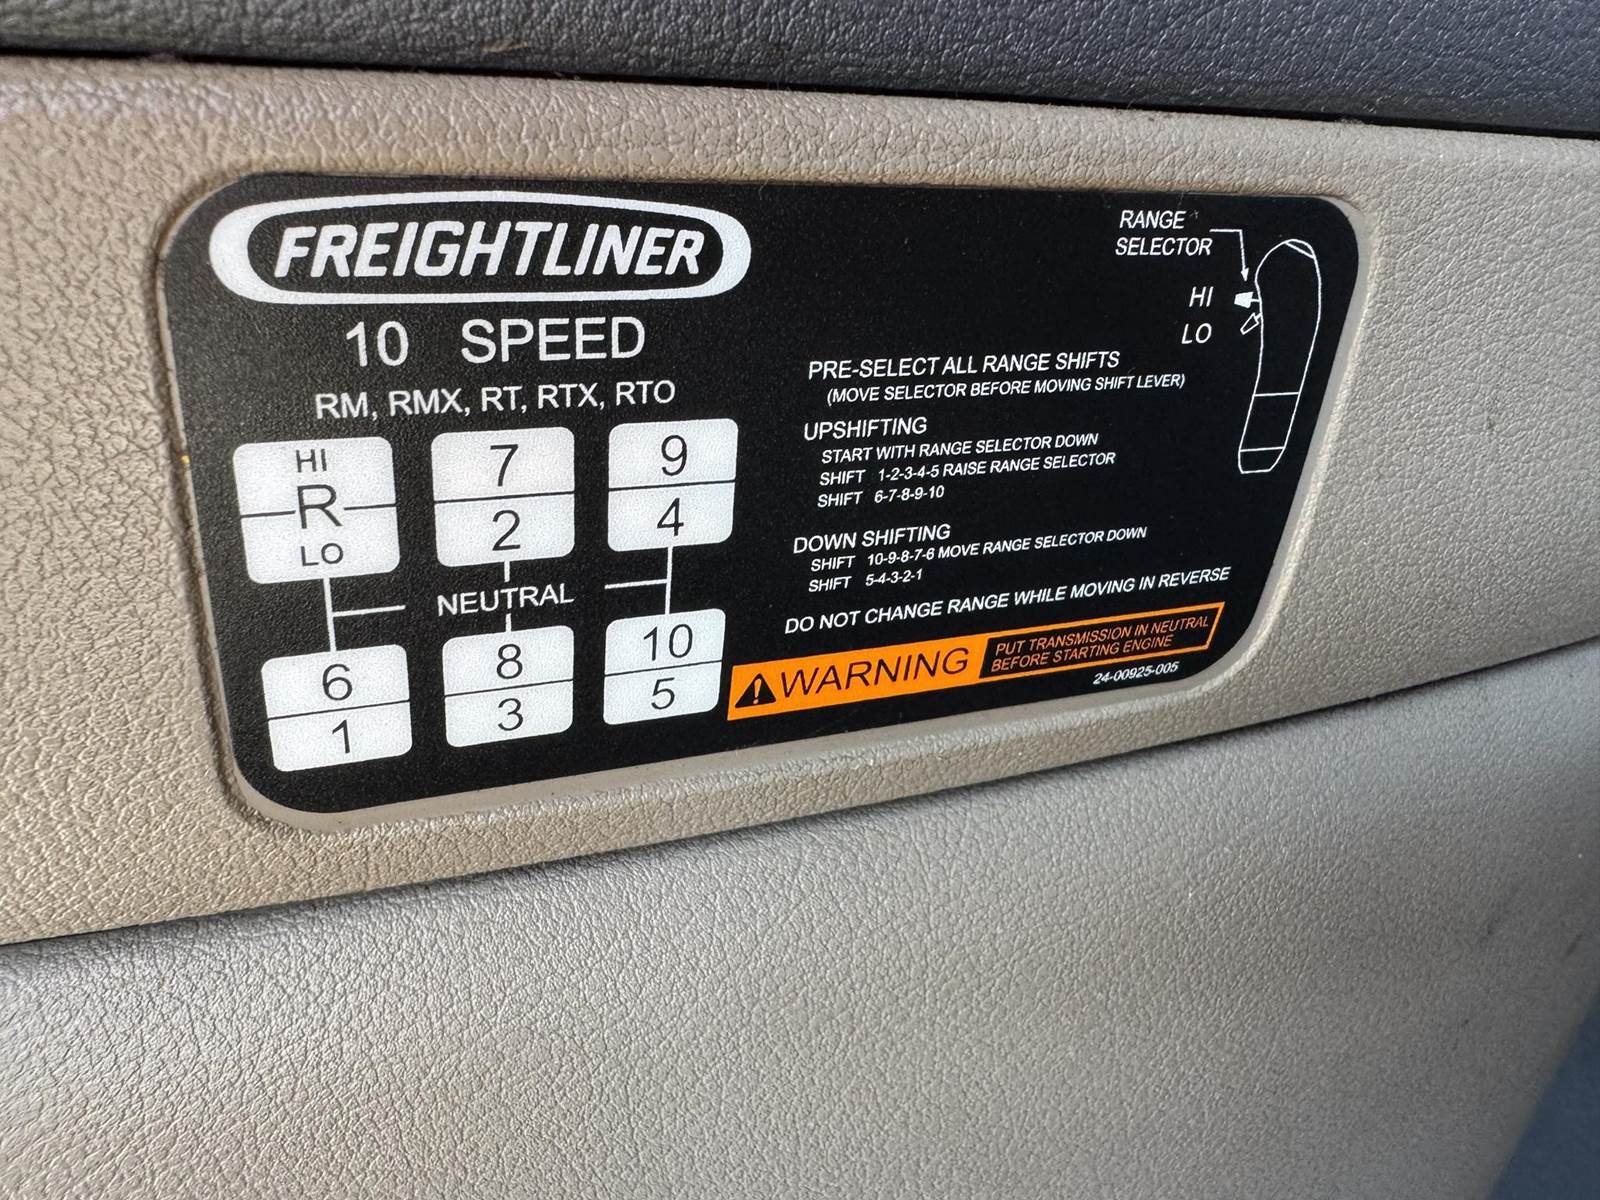 FREIGHTLINER
10 SPEED
RM, RMX, RT, RTX, RTO
HI
R
LO
7
2
9
4
NEUTRAL
6
1
8
3
10
5
RANGE
SELECTOR
HI
LO
PRE-SELECT ALL RANGE SHIFTS
(MOVE SELECTOR BEFORE MOVING SHIFT LEVER)
UPSHIFTING
START WITH RANGE SELECTOR DOWN
SHIFT 1-2-3-4-5 RAISE RANGE SELECTOR
SHIFT 6-7-8-9-10
DOWN SHIFTING
SHIFT 10-9-8-7-6 MOVE RANGE SELECTOR DOWN
SHIFT 5-4-3-2-1
DO NOT CHANGE RANGE WHILE MOVING IN REVERSE
WARNING
PUT TRANSMISSION IN NEUTRAL
BEFORE STARTING ENGINE
24-00925-005